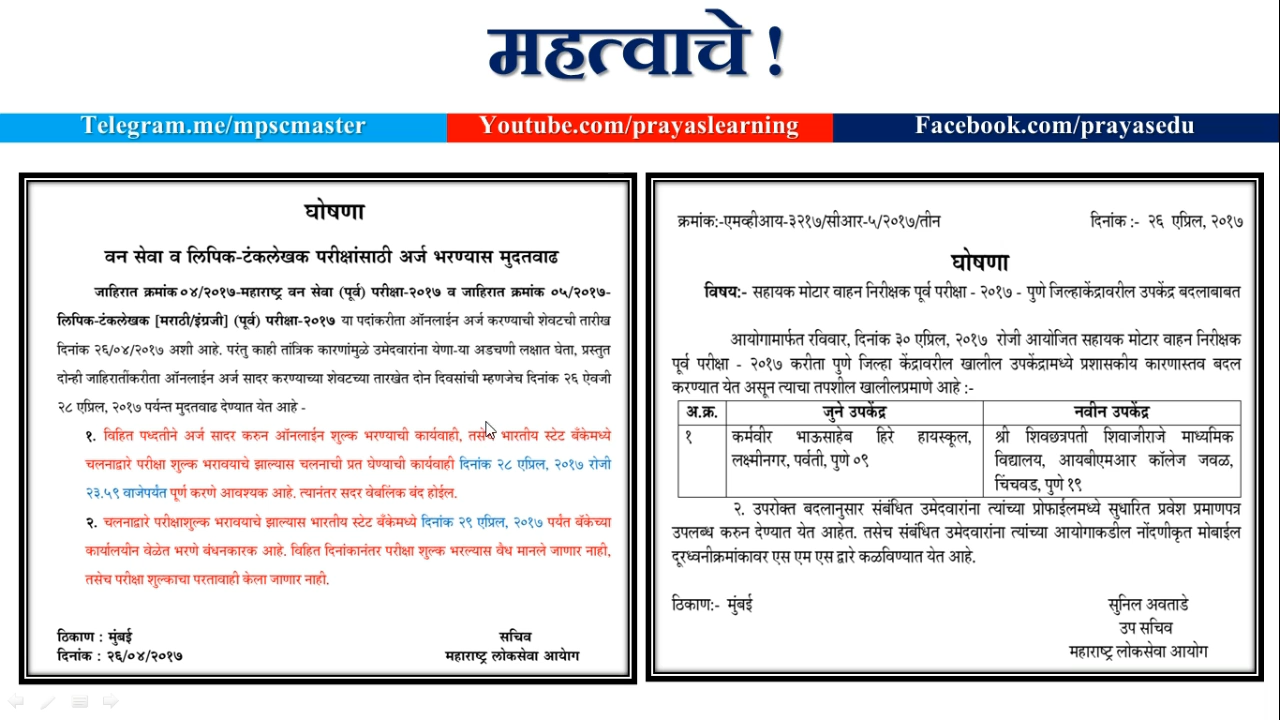 महत्वाचे !
Telegram.me/mpscmaster
Youtube.com/prayaslearning
Facebook.com/prayasedu
घोषणा
वन सेवा व लिपिक-टंकलेखक परीक्षांसाठी अर्ज भरण्यास मुदतवाढ
जाहिरात क्रमांक ०४/२०१७-महाराष्ट्र वन सेवा (पूर्व) परीक्षा-२०१७ व जाहिरात क्रमांक ०५/२०१७-
लिपिक-टंकलेखक [मराठी/इंग्रजी] (पूर्व) परीक्षा-२०१७ या पदांकरीता ऑनलाईन अर्ज करण्याची शेवटची तारीख
दिनांक २६/०४/२०१७ अशी आहे. परंतु काही तांत्रिक कारणांमुळे उमेदवारांना येणा-या अडचणी लक्षात घेता, प्रस्तुत
दोन्ही जाहिरातींकरीता ऑनलाईन अर्ज सादर करण्याच्या शेवटच्या तारखेत दोन दिवसांची म्हणजेच दिनांक २६ ऐवजी
२८ एप्रिल, २०१७ पर्यन्त मुदतवाढ देण्यात येत आहे -
१. विहित पध्दतीने अर्ज सादर करुन ऑनलाईन शुल्क भरण्याची कार्यवाही, तसेच भारतीय स्टेट बँकेमध्ये
चलनाद्वारे परीक्षा शुल्क भरावयाचे झाल्यास चलनाची प्रत घेण्याची कार्यवाही दिनांक २८ एप्रिल, २०१७ रोजी
२३.५९ वाजेपर्यंत पूर्ण करणे आवश्यक आहे. त्यानंतर सदर वेबलिंक बंद होईल.
२. चलनाद्वारे परीक्षाशुल्क भरावयाचे झाल्यास भारतीय स्टेट बँकेमध्ये दिनांक २९ एप्रिल, २०१७ पर्यंत बँकेच्या
कार्यालयीन वेळेत भरणे बंधनकारक आहे. विहित दिनांकानंतर परीक्षा शुल्क भरल्यास वैध मानले जाणार नाही,
तसेच परीक्षा शुल्काचा परतावाही केला जाणार नाही.
ठिकाण : मुंबई
दिनांक : २६/०४/२०१७
सचिव
महाराष्ट्र लोकसेवा आयेाग
क्रमांक:-एमव्हीआय-३२१७/सीआर-५/२०१७/तीन
दिनांक :- २६ एप्रिल, २०१७
घोषणा
विषय:- सहायक मोटार वाहन निरीक्षक पूर्व परीक्षा - २०१७ - पुणे जिल्हाकेंद्रावरील उपकेंद्र बदलाबाबत
आयोगामार्फत रविवार, दिनांक ३० एप्रिल, २०१७ रोजी आयोजित सहायक मोटार वाहन निरीक्षक
पूर्व परीक्षा - २०१७ करीता पुणे जिल्हा केंद्रावरील खालील उपकेंद्रामध्ये प्रशासकीय कारणास्तव बदल
करण्यात येत असून त्याचा तपशील खालीलप्रमाणे आहे :-
अ.क्र. जुने उपकेंद्र नवीन उपकेंद्र
१ कर्मवीर भाऊसाहेब हिरे हायस्कूल, श्री शिवछत्रपती शिवाजीराजे माध्यमिक
लक्ष्मीनगर, पर्वती, पुणे ०९ विद्यालय, आयबीएमआर कॉलेज जवळ,
चिंचवड, पुणे १९
२. उपरोक्त बदलानुसार संबंधित उमेदवारांना त्यांच्या प्रोफाईलमध्ये सुधारित प्रवेश प्रमाणपत्र
उपलब्ध करुन देण्यात येत आहेत. तसेच संबंधित उमेदवारांना त्यांच्या आयोगाकडील नोंदणीकृत मोबाईल
दूरध्वनीक्रमांकावर एस एम एस द्वारे कळविण्यात येत आहे.
ठिकाण:- मुंबई
सुनिल अवताडे
उप सचिव
महाराष्ट्र लोकसेवा आयोग